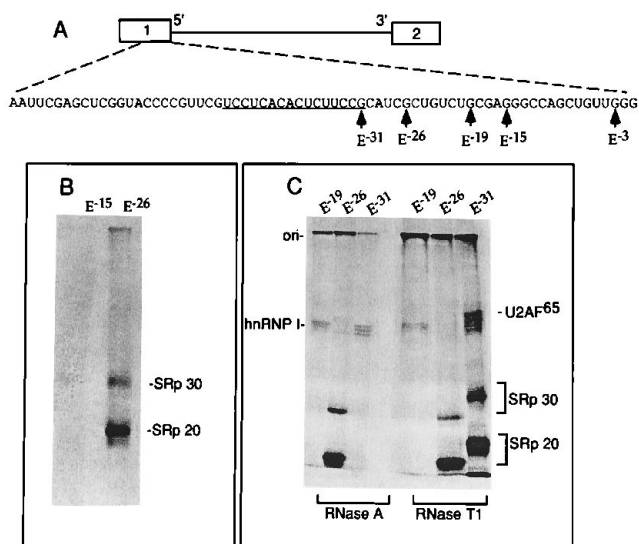 A
1 5' 3' 2
AAUUCGAGCUCGGUACCCCGUUCGUCCUCACACUCUUCCGCAUCGCUGUCUGCGAGGGCCAGCUGUUGGG
E-31 E-26 E-19 E-15 E-3
B
E-15 E-26
-SRp 30
-SRp 20
C
E-19 E-26 E-31 E-19 E-26 E-31
ori-
-U2AF65
hnRNP I-
SRp 30
SRp 20
RNase A RNase T1